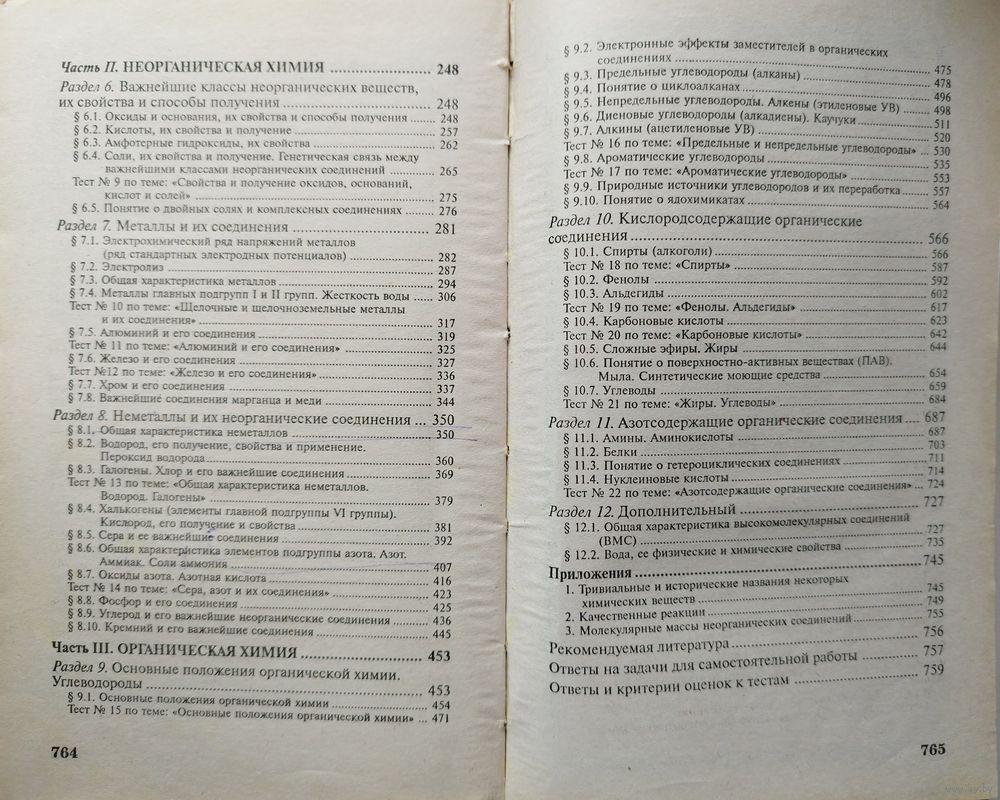 Часть II. НЕОРГАНИЧЕСКАЯ ХИМИЯ ........................ 248
Раздел 6. Важнейшие классы неорганических веществ,
их свойства и способы получения ........................ 248
§ 6.1. Оксиды и основания, их свойства и способы получения ........ 248
§ 6.2. Кислоты, их свойства и получение ........................ 257
§ 6.3. Амфотерные гидроксиды, их свойства ........................ 262
§ 6.4. Соли, их свойства и получение. Генетическая связь между
важнейшими классами неорганических соединений ............ 265
Тест № 9 по теме: «Свойства и получение оксидов, оснований,
кислот и солей» ........................ 275
§ 6.5. Понятие о двойных солях и комплексных соединениях ........ 276
Раздел 7. Металлы и их соединения ........................ 281
§ 7.1. Электрохимический ряд напряжений металлов
(ряд стандартных электродных потенциалов) ............ 282
§ 7.2. Электролиз ........................ 287
§ 7.3. Общая характеристика металлов ........................ 294
§ 7.4. Металлы главных подгрупп I и II групп. Жесткость воды ..... 306
Тест № 10 по теме: «Щелочные и щелочноземельные металлы
и их соединения» ........................ 317
§ 7.5. Алюминий и его соединения ........................ 319
Тест № 11 по теме: «Алюминий и его соединения» ............ 325
§ 7.6. Железо и его соединения ........................ 327
Тест №12 по теме: «Железо и его соединения» ............ 336
§ 7.7. Хром и его соединения ........................ 337
§ 7.8. Важнейшие соединения марганца и меди ............ 344
Раздел 8. Неметаллы и их неорганические соединения ... 350
§ 8.1. Общая характеристика неметаллов ........................ 350
§ 8.2. Водород, его получение, свойства и применение.
Пероксид водорода ........................ 360
§ 8.3. Галогены. Хлор и его важнейшие соединения ............ 369
Тест № 13 по теме: «Общая характеристика неметаллов.
Водород. Галогены» ........................ 379
§ 8.4. Халькогены (элементы главной подгруппы VI группы).
Кислород, его получение и свойства ............ 381
§ 8.5. Сера и ее важнейшие соединения ........................ 392
§ 8.6. Общая характеристика элементов подгруппы азота. Азот.
Аммиак. Соли аммония ........................ 407
§ 8.7. Оксиды азота. Азотная кислота ........................ 416
Тест № 14 по теме: «Сера, азот и их соединения» ............ 423
§ 8.8. Фосфор и его соединения ........................ 425
§ 8.9. Углерод и его важнейшие неорганические соединения ........ 436
§ 8.10. Кремний и его важнейшие соединения ............ 445
Часть III. ОРГАНИЧЕСКАЯ ХИМИЯ ........................ 453
Раздел 9. Основные положения органической химии.
Углеводороды ........................ 453
§ 9.1. Основные положения органической химии ............ 454
Тест № 15 по теме: «Основные положения органической химии» ... 471
764
§ 9.2. Электронные эффекты заместителей в органических
соединениях ........................ 475
§ 9.3. Предельные углеводороды (алканы) ............ 478
§ 9.4. Понятие о циклоалканах ........................ 496
§ 9.5. Непредельные углеводороды. Алкены (этиленовые УВ) ........ 498
§ 9.6. Диеновые углеводороды (алкадиены). Каучуки ............ 511
§ 9.7. Алкины (ацетиленовые УВ) ........................ 520
Тест № 16 по теме: «Предельные и непредельные углеводороды» ... 530
§ 9.8. Ароматические углеводороды ........................ 535
Тест № 17 по теме: «Ароматические углеводороды» ............ 553
§ 9.9. Природные источники углеводородов и их переработка ........ 557
§ 9.10. Понятие о ядохимикатах ........................ 564
Раздел 10. Кислородсодержащие органические
соединения ........................ 566
§ 10.1. Спирты (алкоголи) ........................ 566
Тест № 18 по теме: «Спирты» ........................ 587
§ 10.2. Фенолы ........................ 592
§ 10.3. Альдегиды ........................ 602
Тест № 19 по теме: «Фенолы. Альдегиды» ............ 617
§ 10.4. Карбоновые кислоты ........................ 623
Тест № 20 по теме: «Карбоновые кислоты» ............ 642
§ 10.5. Сложные эфиры. Жиры ........................ 644
§ 10.6. Понятие о поверхностно-активных веществах (ПАВ).
Мыла. Синтетические моющие средства ............ 654
§ 10.7. Углеводы ........................ 659
Тест № 21 по теме: «Жиры. Углеводы» ............ 684
Раздел 11. Азотсодержащие органические соединения .... 687
§ 11.1. Амины. Аминокислоты ........................ 687
§ 11.2. Белки ........................ 703
§ 11.3. Понятие о гетероциклических соединениях ............ 711
§ 11.4. Нуклеиновые кислоты ........................ 714
Тест № 22 по теме: «Азотсодержащие органические соединения» ... 724
Раздел 12. Дополнительный ........................ 727
§ 12.1. Общая характеристика высокомолекулярных соединений
(ВМС) ........................ 727
§ 12.2. Вода, ее физические и химические свойства ............ 735
Приложения ........................ 745
1. Тривиальные и исторические названия некоторых
химических веществ ........................ 745
2. Качественные реакции ........................ 749
3. Молекулярные массы неорганических соединений ............ 755
Рекомендуемая литература ........................ 756
Ответы на задачи для самостоятельной работы ............ 757
Ответы и критерии оценок к тестам ............ 759
765